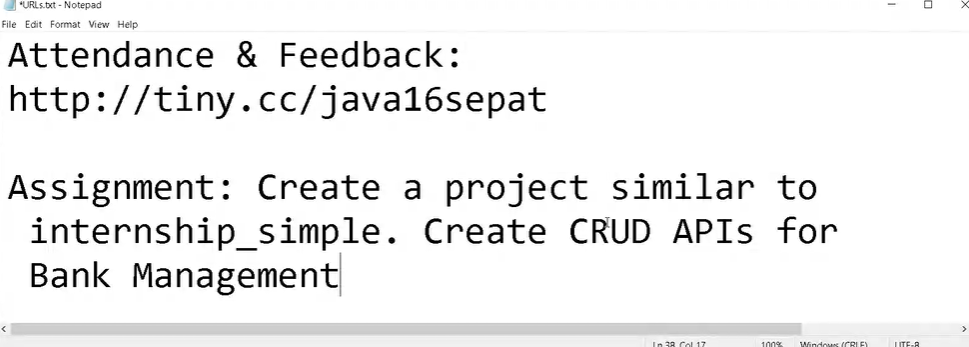 *URLs.txt - Notepad
File Edit Format View Help
Attendance & Feedback:
http://tiny.cc/java16sepat
Assignment: Create a project similar to
internship_simple. Create CRUD APIs for
Bank Management
Ln 38, Col 17 100% Windows (CRLF) UTF-8